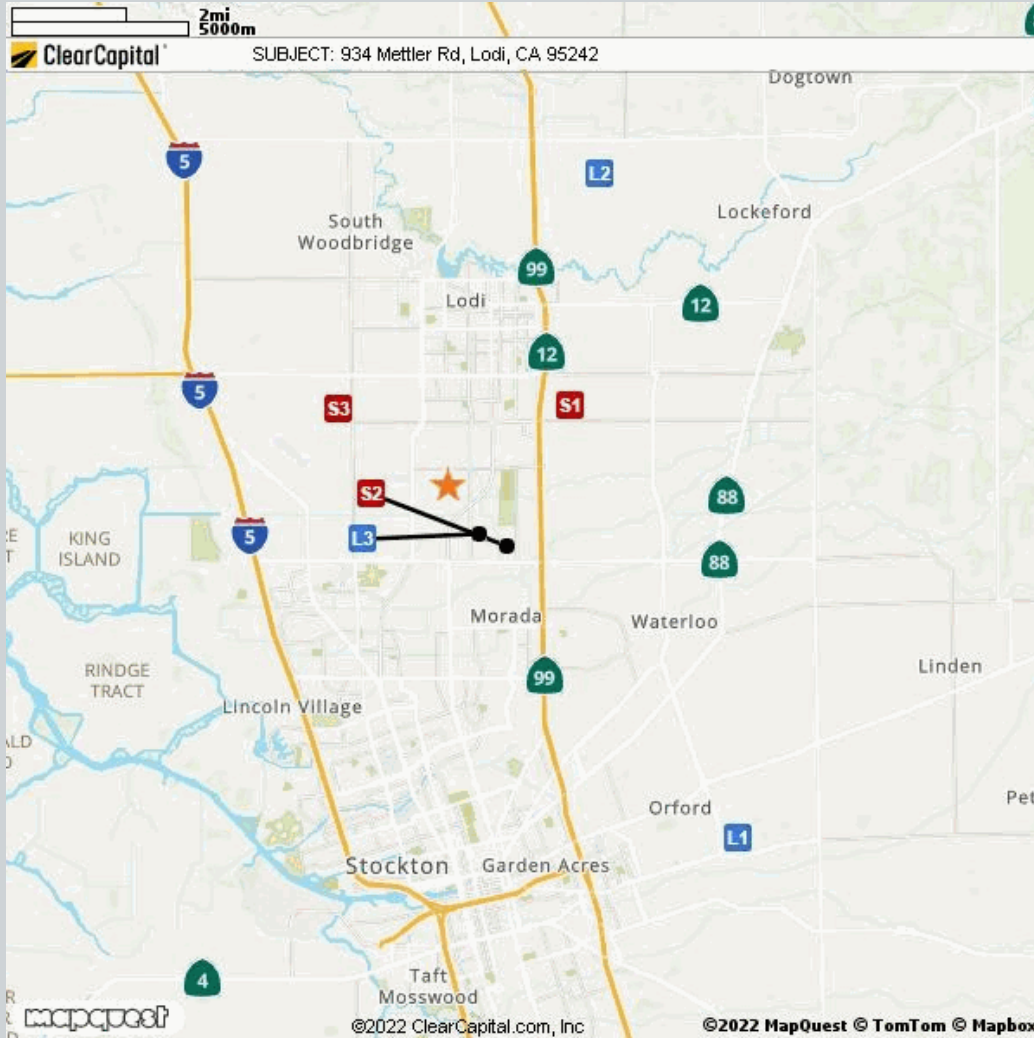 2mi
5000m
ClearCapital
SUBJECT: 934 Mettler Rd, Lodi, CA 95242
Dogtown
5
L2
Lockeford
South
Woodbridge
99
Lodi
12
12
5
S3
S1
S2
88
L3
5
KING
ISLAND
88
Morada
Waterloo
RINDGE
TRACT
99
Linden
Lincoln Village
Orford
L1
Stockton
Garden Acres
4
Taft
Mosswood
mapquest
©2022 ClearCapital.com, Inc
©2022 MapQuest © TomTom © Mapbox